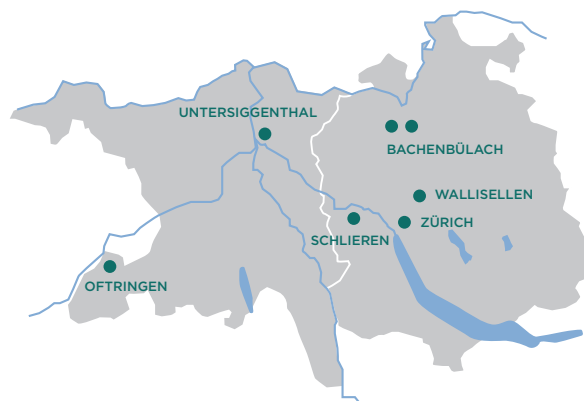 UNTERSIGGENTHAL
BACHENBÜLACH
WALLISELLEN
ZÜRICH
SCHLIEREN
OFTRINGEN